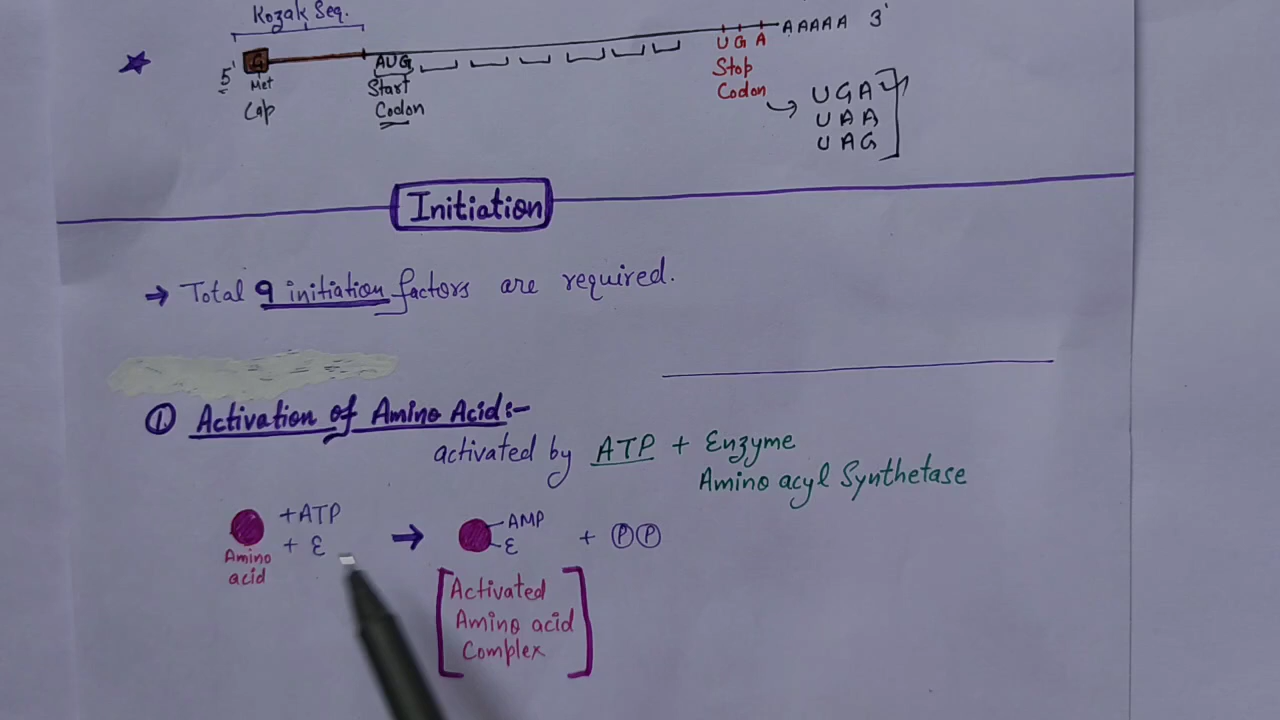 Kozak Seq.
5' G AUG UGA AAAAA 3'
Met
Cap
Start
Codon
Stop
Codon
UGA
UAA
UAG
Initiation
→ Total 9 initiation factors are required.
① Activation of Amino Acid:-
activated by ATP + Enzyme
Amino acyl Synthetase
Amino
acid
+ATP
+ E
→
AMP
E
+ P P
Activated
Amino acid
Complex